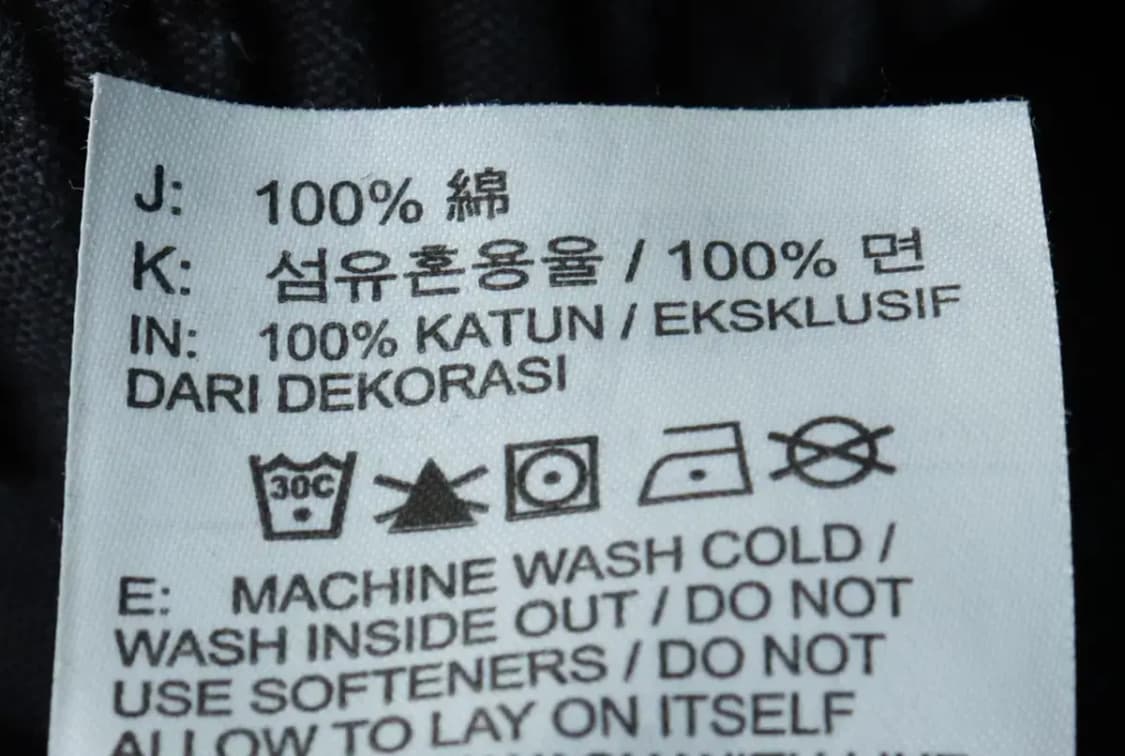 J: 100% 綿
K: 섬유혼용율 / 100% 면
IN: 100% KATUN / EKSKLUSIF
DARI DEKORASI
30C
E: MACHINE WASH COLD /
WASH INSIDE OUT / DO NOT
USE SOFTENERS / DO NOT
ALLOW TO LAY ON ITSELF